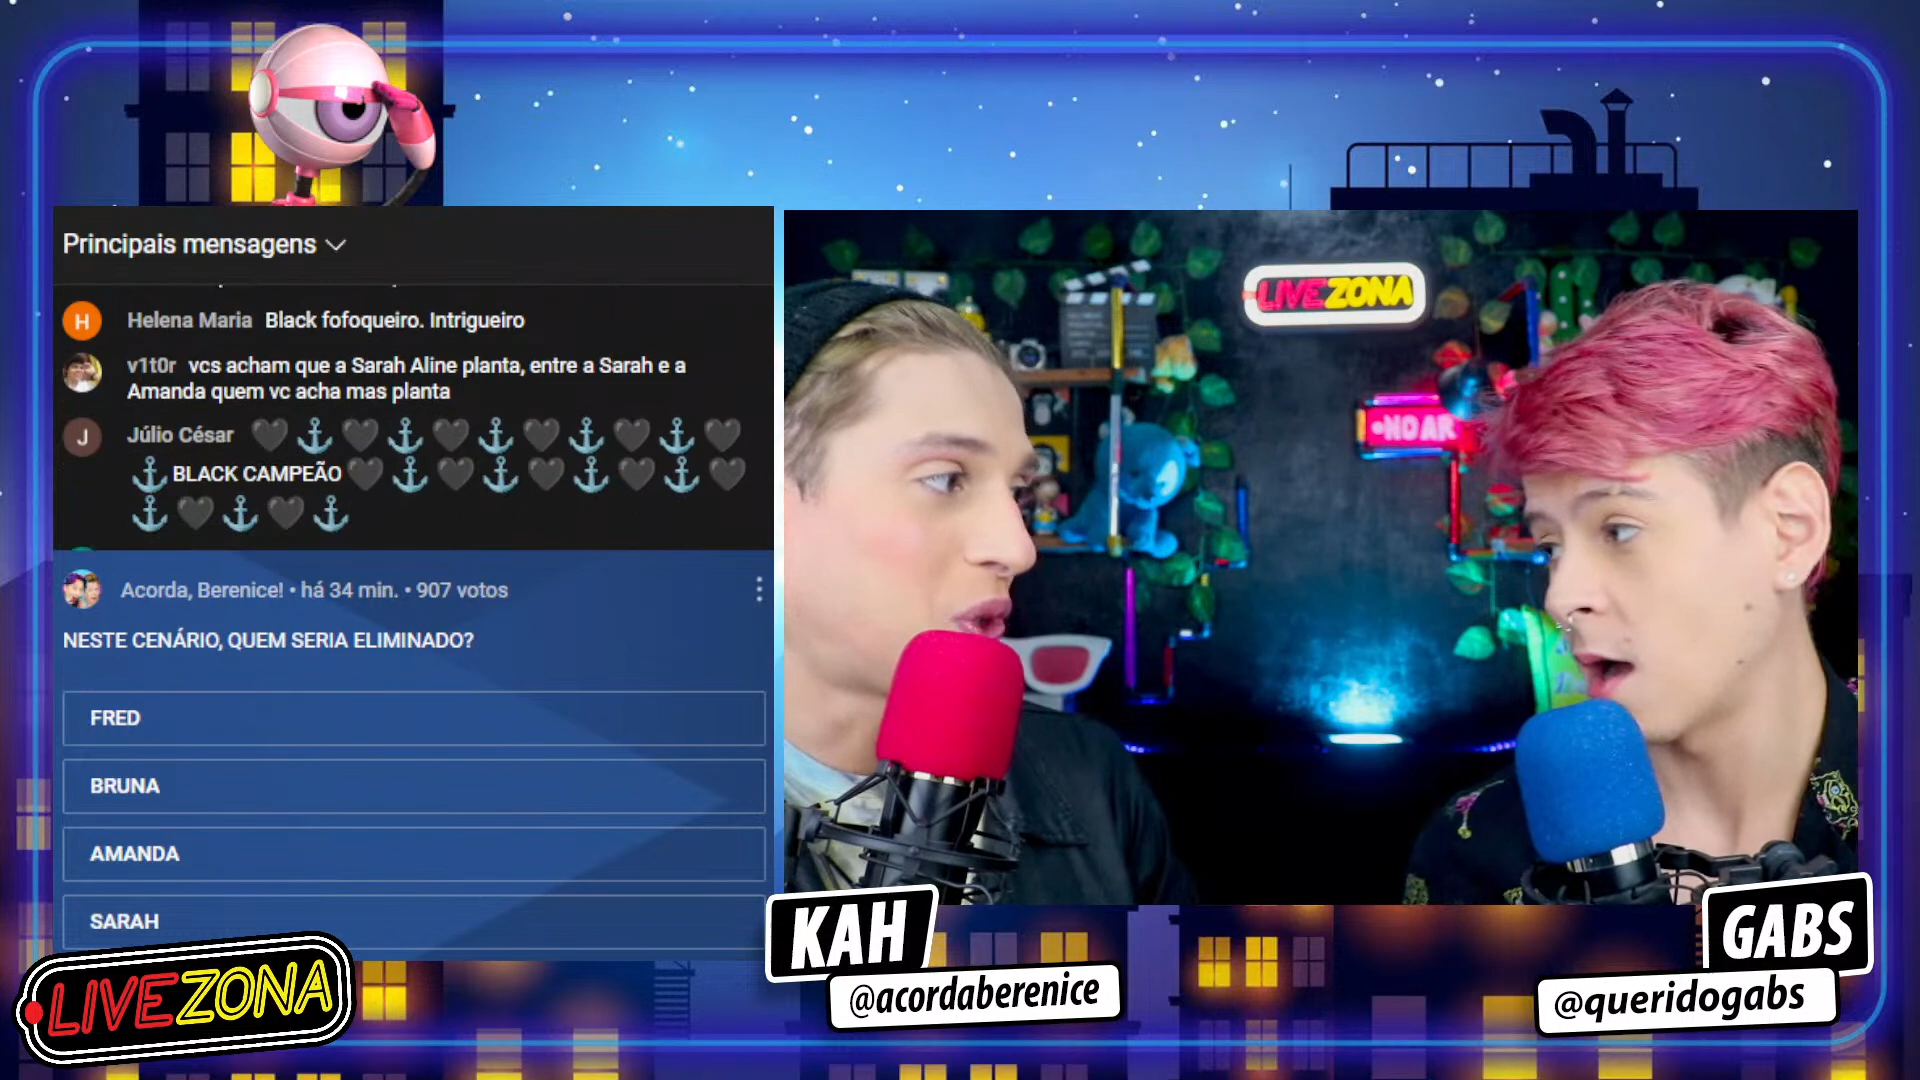 Principais mensagens
Helena Maria Black fofoqueiro. Intrigueiro
v1t0r vcs acham que a Sarah Aline planta, entre a Sarah e a
Amanda quem vc acha mas planta
J Júlio César 🖤⚓🖤⚓🖤⚓🖤⚓🖤⚓🖤
⚓BLACK CAMPEÃO🖤⚓🖤⚓🖤⚓🖤⚓🖤
⚓🖤⚓🖤⚓
Acorda, Berenice! • há 34 min. • 907 votos
NESTE CENÁRIO, QUEM SERIA ELIMINADO?
FRED
BRUNA
AMANDA
SARAH
LIVEZONA
LIVEZONA
NO AR
KAH
@acordaberenice
GABS
@queridogabs